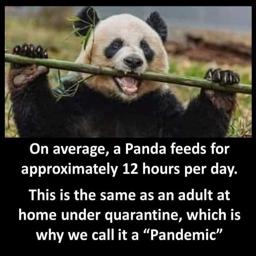 On average, a Panda feeds for
approximately 12 hours per day.
This is the same as an adult at
home under quarantine, which is
why we call it a “Pandemic”